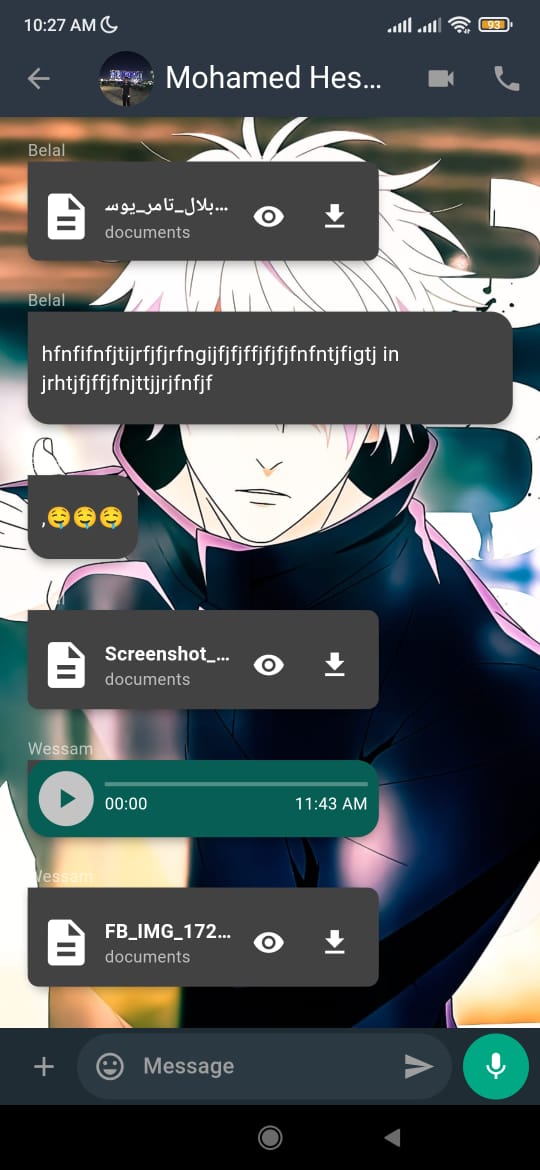 10:27 AM
93
Mohamed Hes...
Belal
بلال_تامر_يوس...
documents
Belal
hfnfifnfjtijrfjfjrfngijfjfjffjfjfjfnfntjfigtj in
jrhtjfjffjfnjttjjrjfnfjf
,🤤🤤🤤
Screenshot_...
documents
Wessam
00:00
11:43 AM
Wessam
FB_IMG_172...
documents
Message